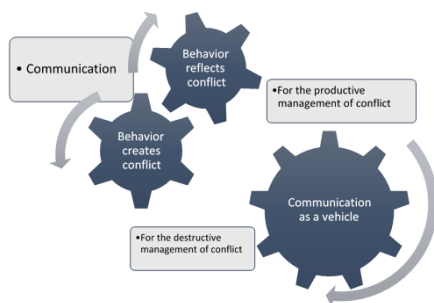 • Communication
Behavior
reflects
conflict
Behavior
creates
conflict
•For the productive
management of conflict
Communication
as a vehicle
•For the destructive
management of conflict